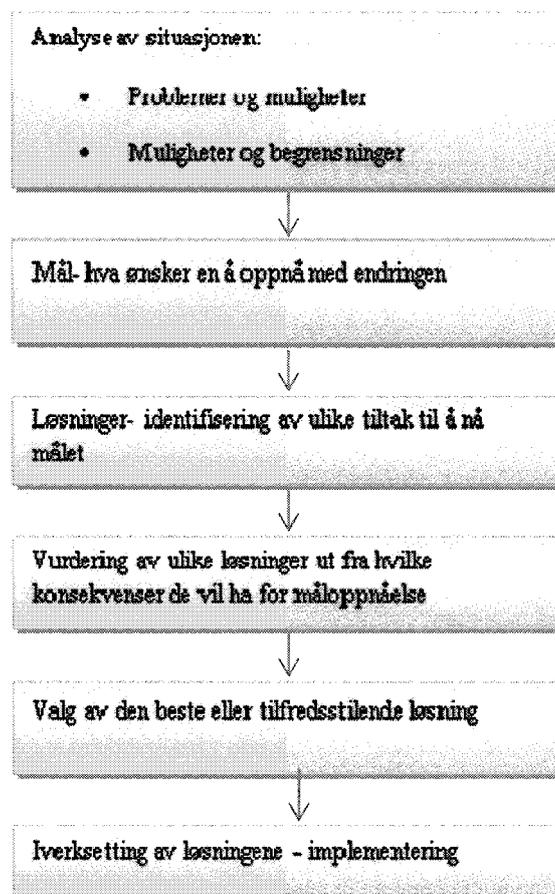 Analyse av situasjonen:
• Problemer og muligheter
• Muligheter og begrensninger
Mål- hva ønsker en å oppnå med endringen
Løsninger- identifisering av ulike tiltak til å nå
målet
Vurdering av ulike løsninger ut fra hvilke
konsekvenser de vil ha for måloppnåelse
Valg av den beste eller tilfredsstilende løsning
Iverksetting av løsningene - implementering